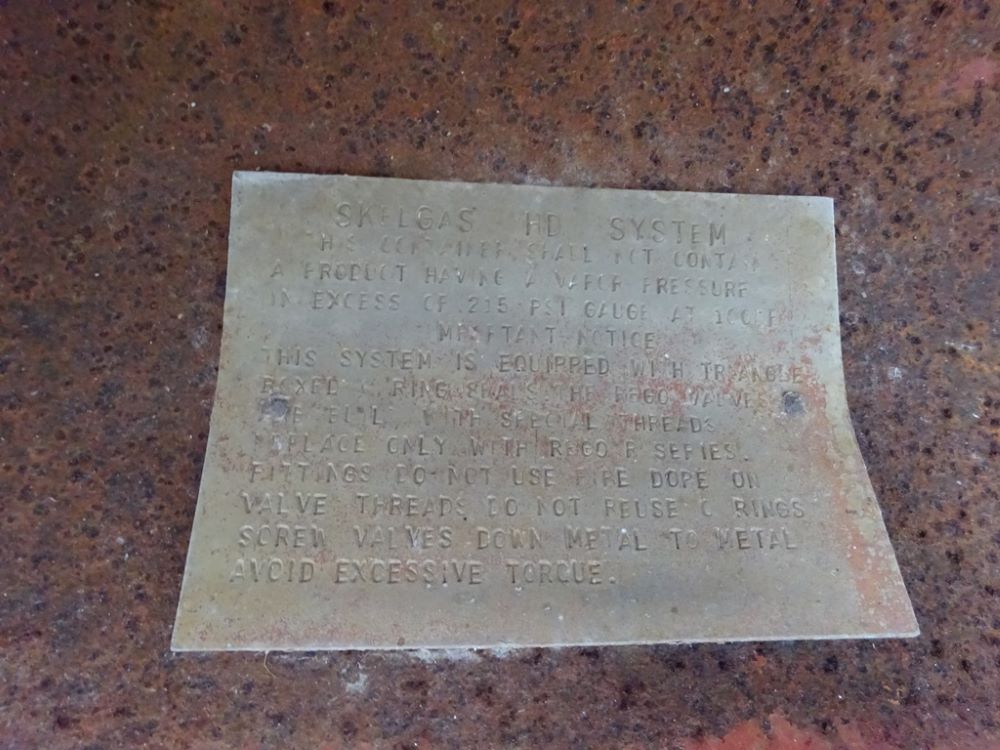 SKELGAS HD SYSTEM
THIS CONTAINER SHALL NOT CONTAIN
A PRODUCT HAVING A VAPOR PRESSURE
IN EXCESS OF 215 PSI GAUGE AT 100°F
IMPORTANT NOTICE
THIS SYSTEM IS EQUIPPED WITH TRIANGLE
BOXED O RING SEALS. THE REGO VALVES
WITH SPECIAL THREADS
REPLACE ONLY WITH REGO R SERIES.
FITTINGS DO NOT USE PIPE DOPE ON
VALVE THREADS DO NOT REUSE O RINGS
SCREW VALVES DOWN METAL TO METAL
AVOID EXCESSIVE TORQUE.